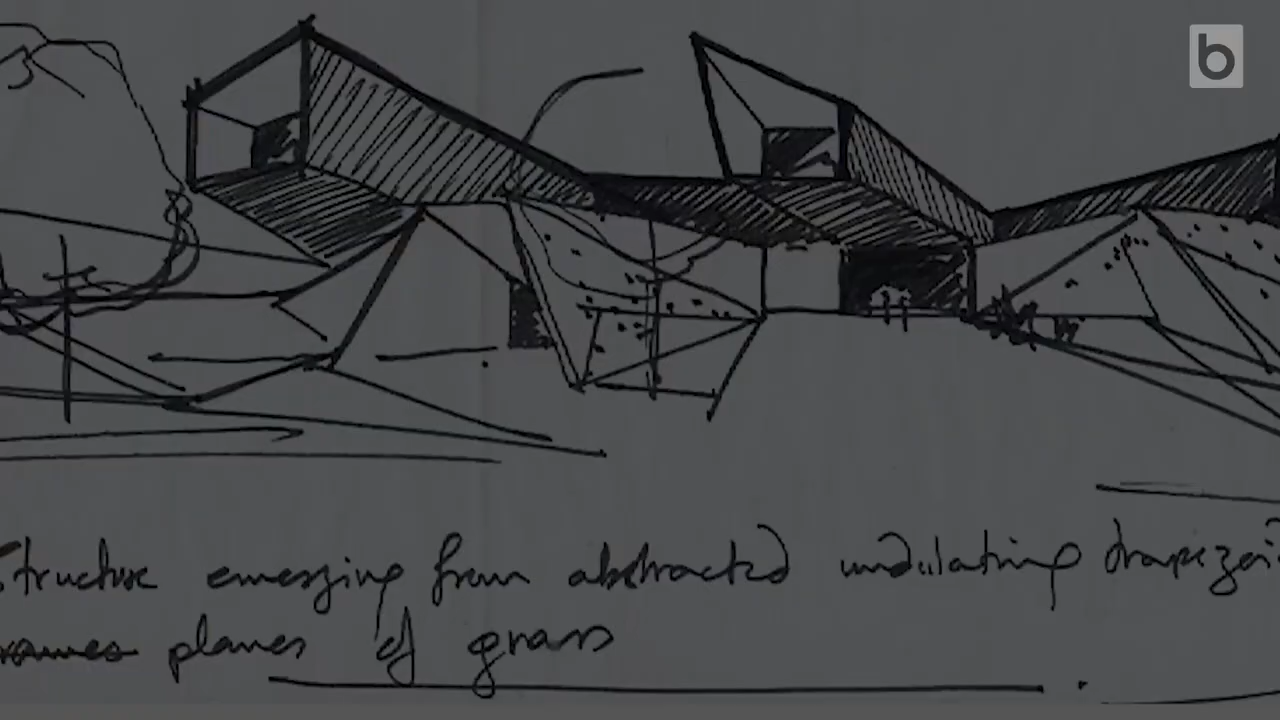 b
Structure emerging from abstracted undulating trapezoi
planes of grass